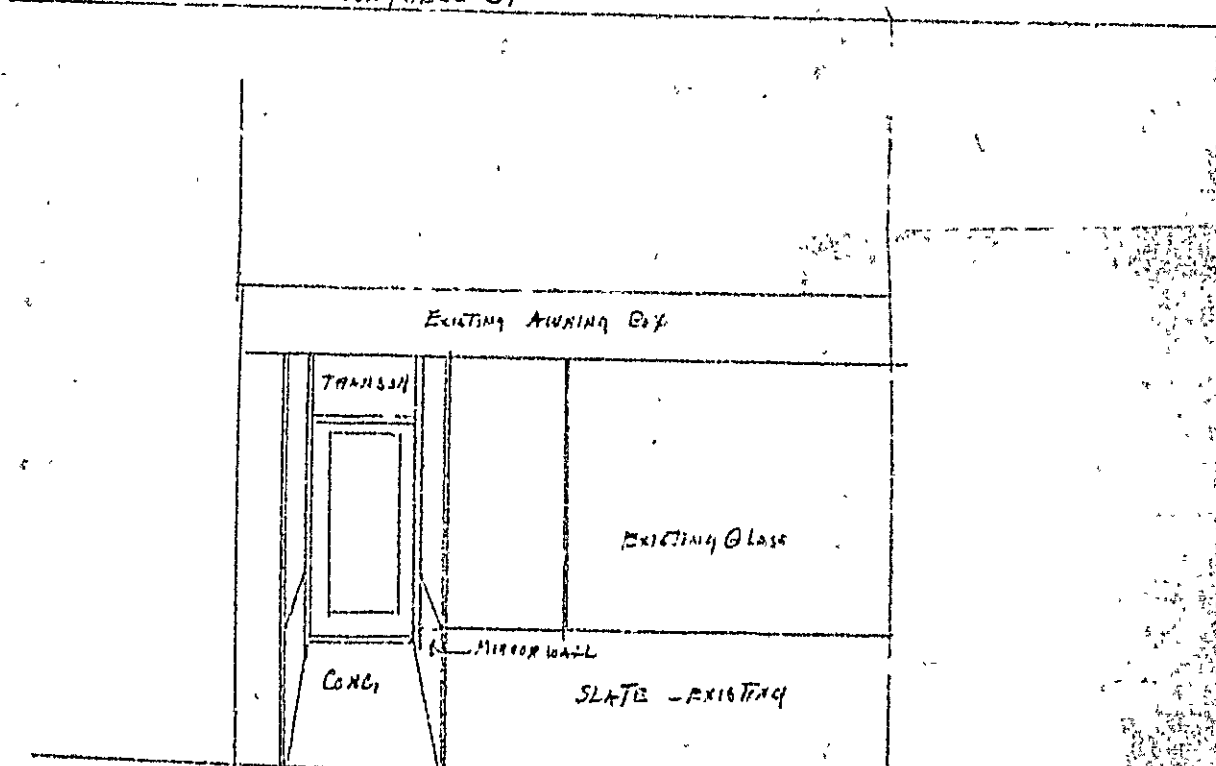 EXISTING AWNING BOX
TRANSOM
EXISTING GLASS
MIRROR WALL
CONC,
SLATE - EXISTING